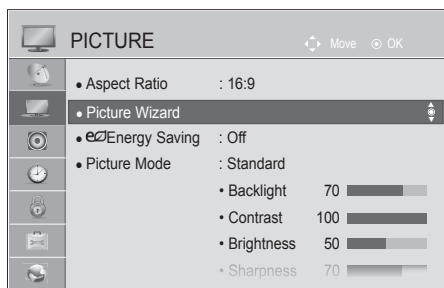 PICTURE Move OK
• Aspect Ratio : 16:9
• Picture Wizard
• Energy Saving : Off
• Picture Mode : Standard
• Backlight 70
• Contrast 100
• Brightness 50
• Sharpness 70